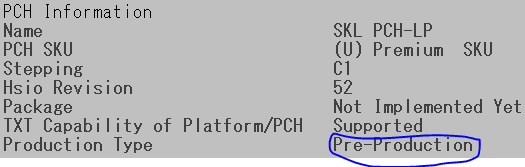 PCH Information
Name SKL PCH-LP
PCH SKU (U) Premium SKU
Stepping C1
Hsio Revision 52
Package Not Implemented Yet
TXT Capability of Platform/PCH Supported
Production Type Pre-Production